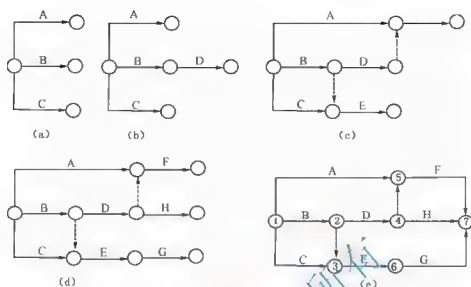 A
B
C
(a)
A
B D
C
(b)
A
B D
C E
(c)
A F
B D H
C E G
(d)
A ⑤ F
① B ② D ④ H ⑦
C ③ E ⑥ G
(e)